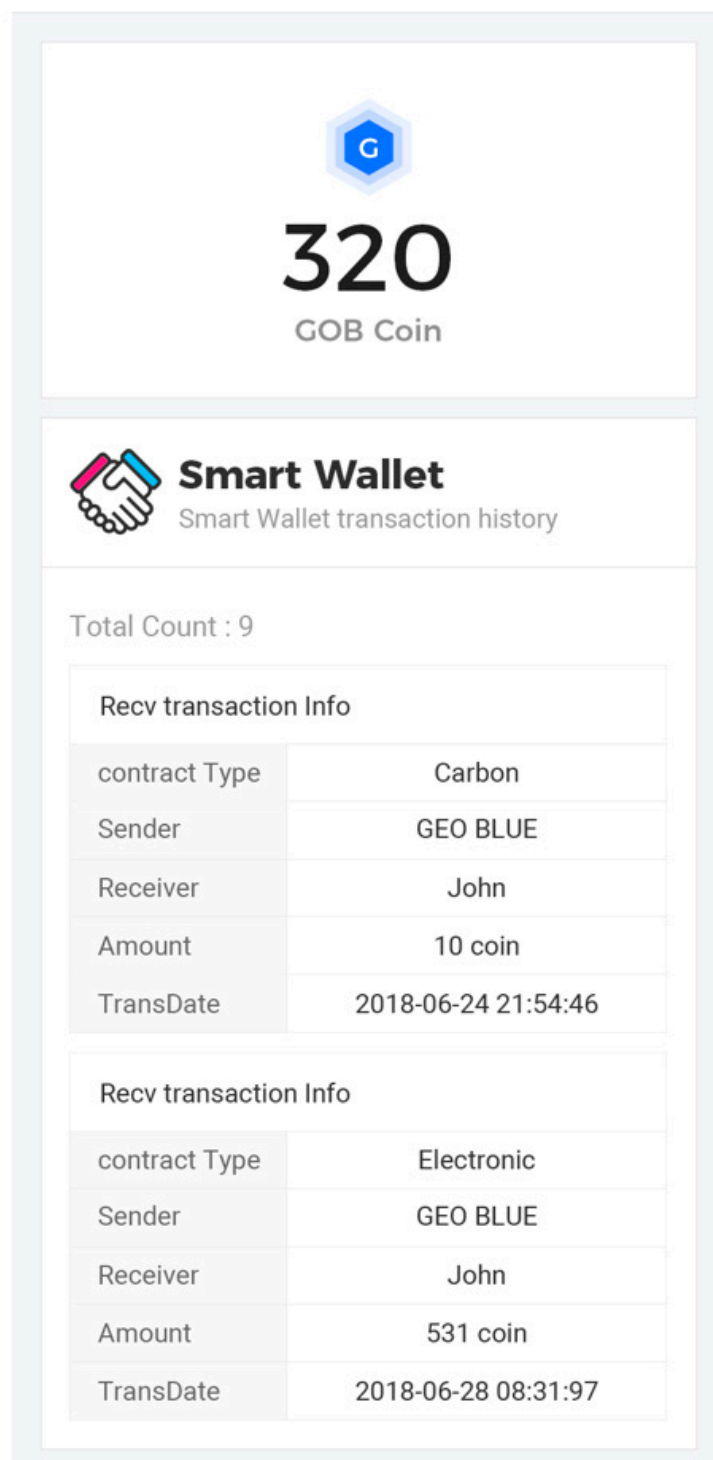 G
320
GOB Coin
Smart Wallet
Smart Wallet transaction history
Total Count : 9
Recv transaction Info
contract Type Carbon
Sender GEO BLUE
Receiver John
Amount 10 coin
TransDate 2018-06-24 21:54:46
Recv transaction Info
contract Type Electronic
Sender GEO BLUE
Receiver John
Amount 531 coin
TransDate 2018-06-28 08:31:97